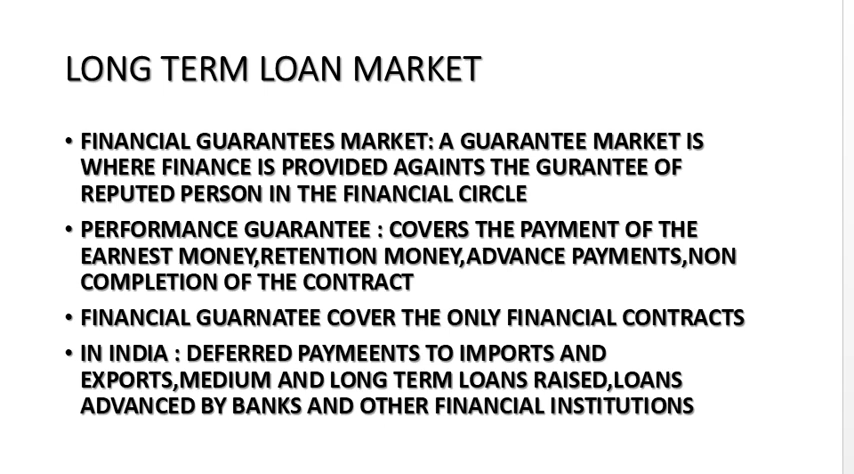 LONG TERM LOAN MARKET
• FINANCIAL GUARANTEES MARKET: A GUARANTEE MARKET IS
WHERE FINANCE IS PROVIDED AGAINTS THE GURANTEE OF
REPUTED PERSON IN THE FINANCIAL CIRCLE
• PERFORMANCE GUARANTEE : COVERS THE PAYMENT OF THE
EARNEST MONEY,RETENTION MONEY,ADVANCE PAYMENTS,NON
COMPLETION OF THE CONTRACT
• FINANCIAL GUARNATEE COVER THE ONLY FINANCIAL CONTRACTS
• IN INDIA : DEFERRED PAYMEENTS TO IMPORTS AND
EXPORTS,MEDIUM AND LONG TERM LOANS RAISED,LOANS
ADVANCED BY BANKS AND OTHER FINANCIAL INSTITUTIONS